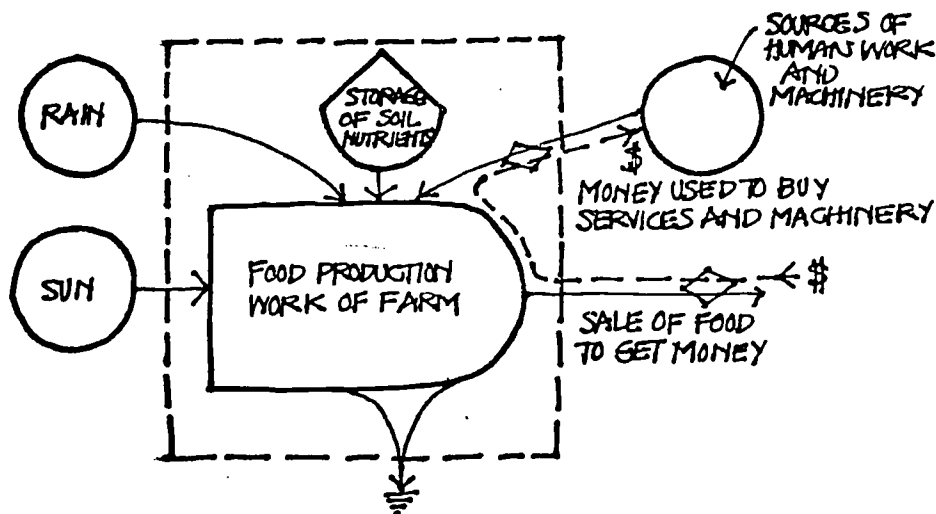 RAIN
SUN
STORAGE
OF SOIL
NUTRIENTS
FOOD PRODUCTION
WORK OF FARM
SOURCES OF
HUMAN WORK
AND
MACHINERY
$
MONEY USED TO BUY
SERVICES AND MACHINERY
$
SALE OF FOOD
TO GET MONEY